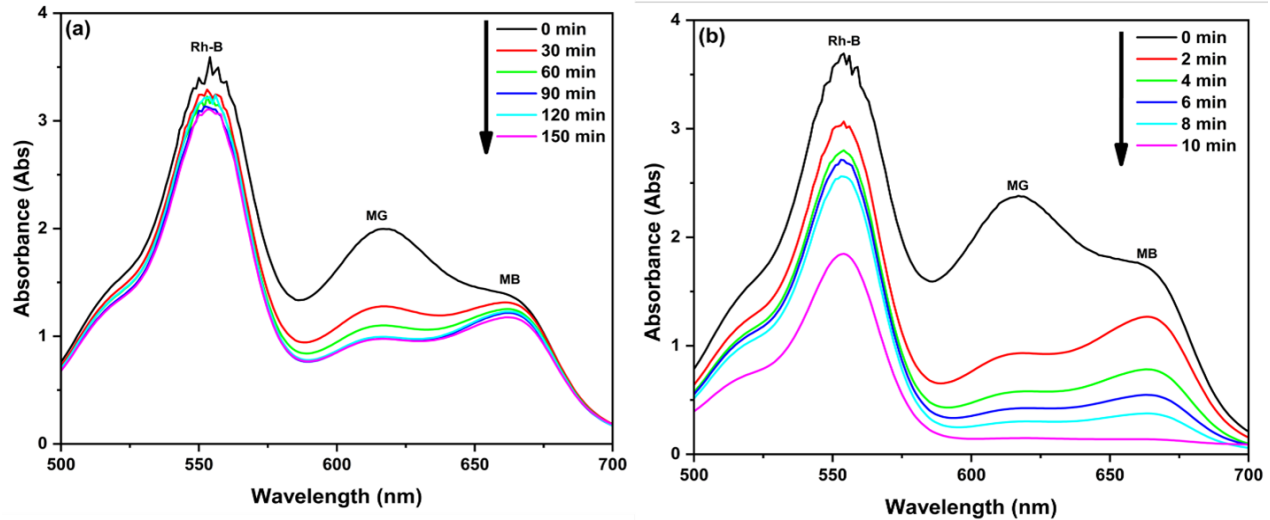 (a)
Rh-B
MG
MB
0 min
30 min
60 min
90 min
120 min
150 min
4
3
2
1
0
Absorbance (Abs)
500
550
600
650
700
Wavelength (nm)
(b)
Rh-B
MG
MB
0 min
2 min
4 min
6 min
8 min
10 min
4
3
2
1
0
Absorbance (Abs)
500
550
600
650
700
Wavelength (nm)